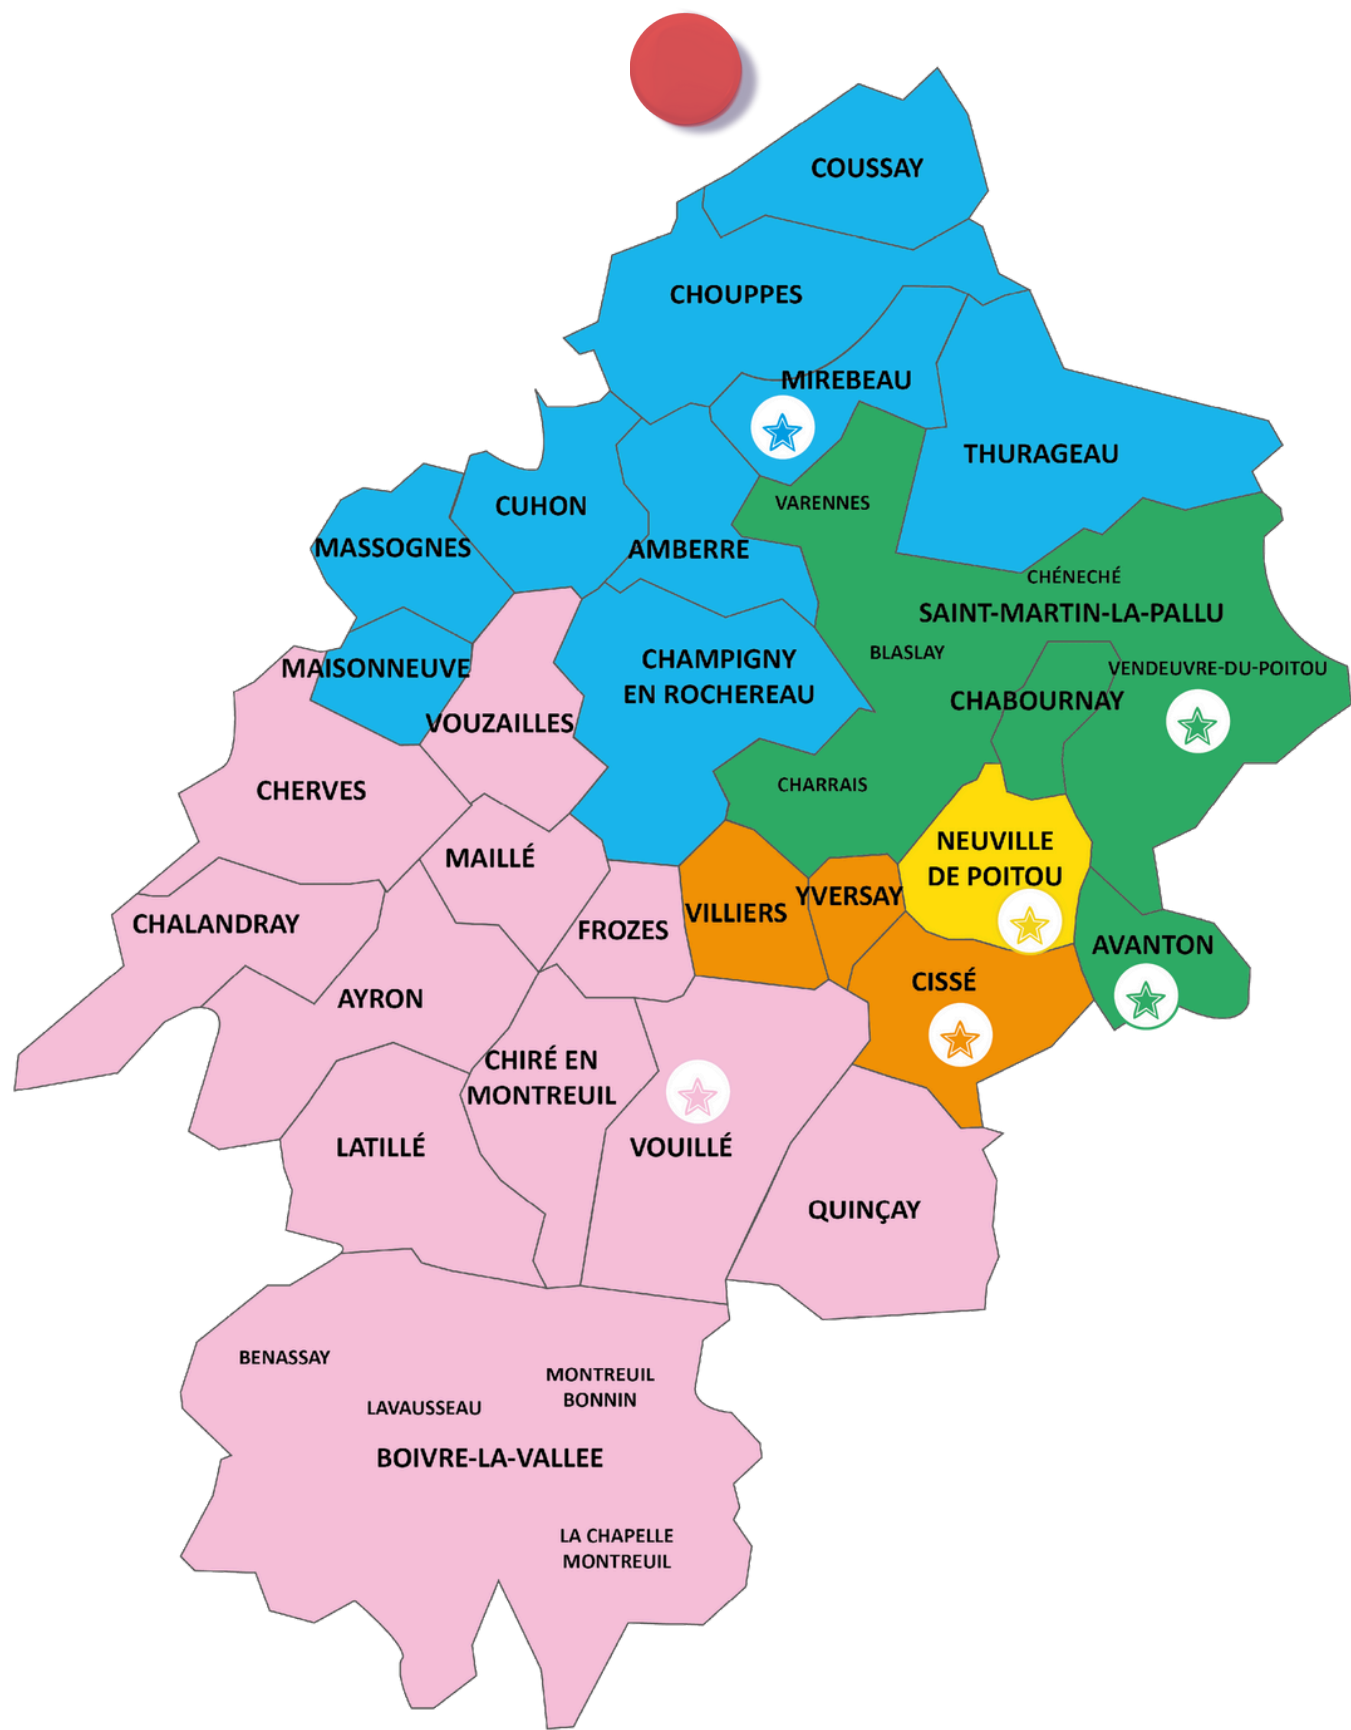 COUSSAY
CHOUPPES
MIREBEAU
THURAGEAU
CUHON
VARENNES
MASSOGNES
AMBERRE
CHÉNECHÉ
SAINT-MARTIN-LA-PALLU
BLASLAY
MAISONNEUVE
CHAMPIGNY
EN ROCHEREAU
VENDEUVRE-DU-POITOU
CHABOURNAY
VOUZAILLES
CHERVES
CHARRAIS
NEUVILLE
DE POITOU
MAILLÉ
YVERSAY
VILLIERS
CHALANDRAY
FROZES
AVANTON
CISSÉ
AYRON
CHIRÉ EN
MONTREUIL
LATILLÉ
VOUILLÉ
QUINÇAY
BENASSAY
MONTREUIL
BONNIN
LAVAUSSEAU
BOIVRE-LA-VALLEE
LA CHAPELLE
MONTREUIL